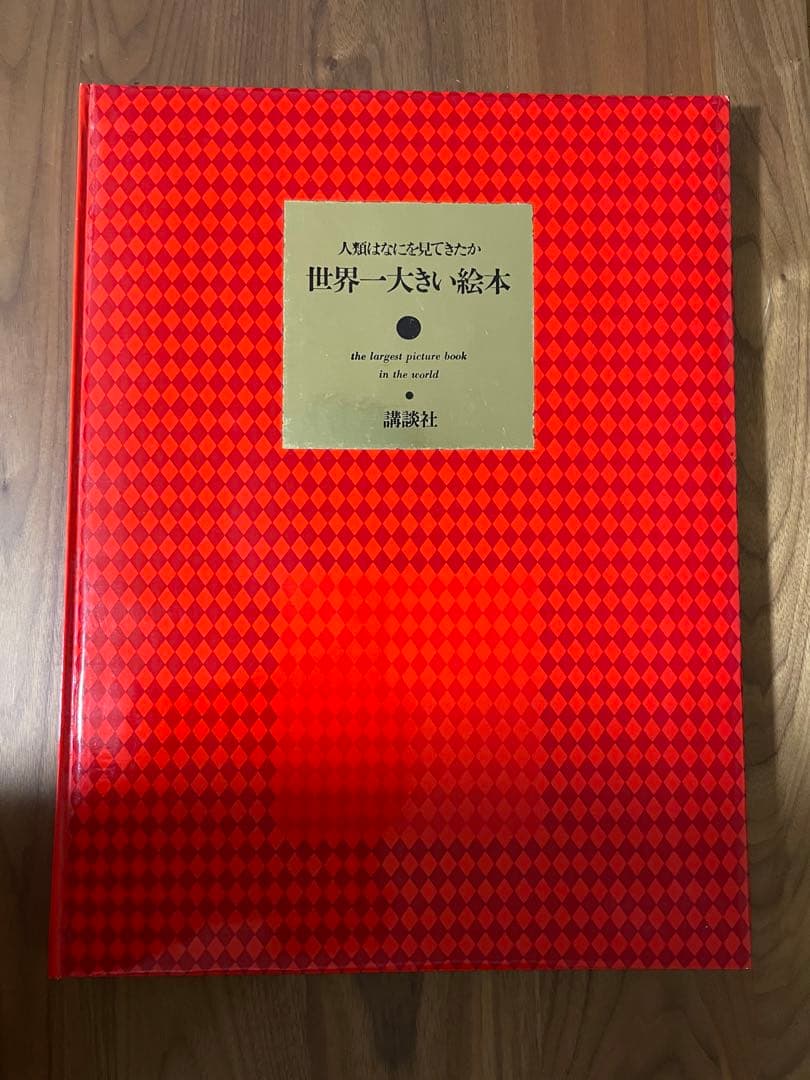 人類はなにを見てきたか
世界一大きい絵本
the largest picture book
in the world
講談社